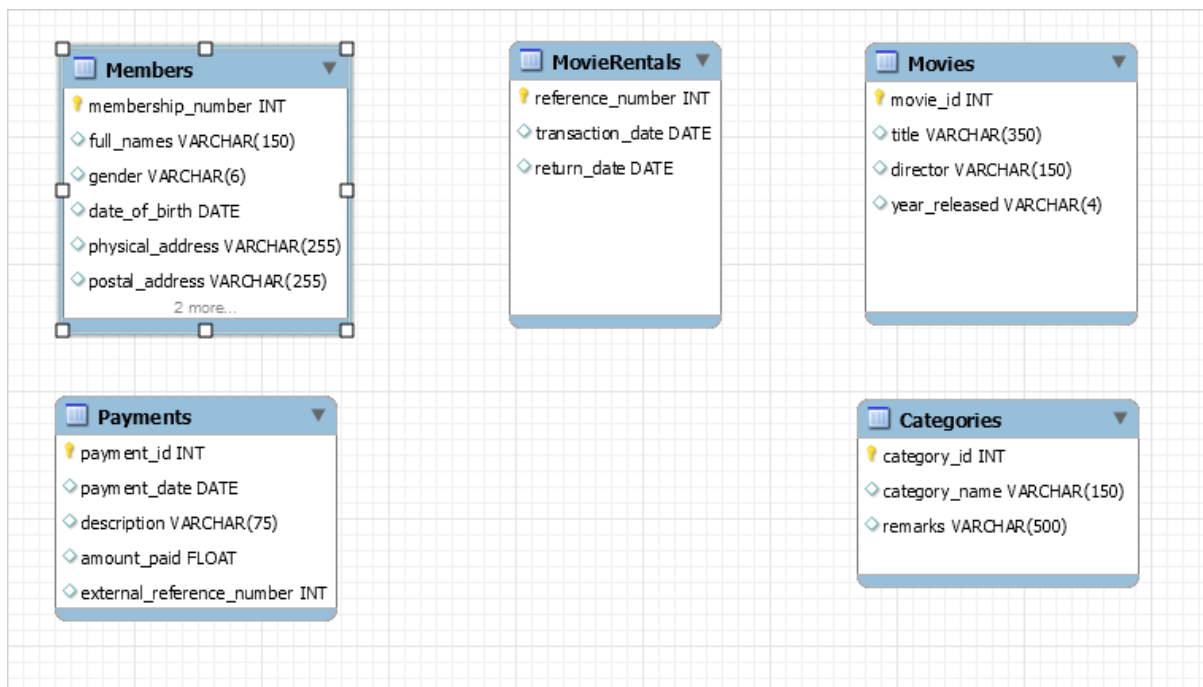 Members
membership_number INT
full_names VARCHAR(150)
gender VARCHAR(6)
date_of_birth DATE
physical_address VARCHAR(255)
postal_address VARCHAR(255)
2 more...
MovieRentals
reference_number INT
transaction_date DATE
return_date DATE
Movies
movie_id INT
title VARCHAR(350)
director VARCHAR(150)
year_released VARCHAR(4)
Payments
payment_id INT
payment_date DATE
description VARCHAR(75)
amount_paid FLOAT
external_reference_number INT
Categories
category_id INT
category_name VARCHAR(150)
remarks VARCHAR(500)